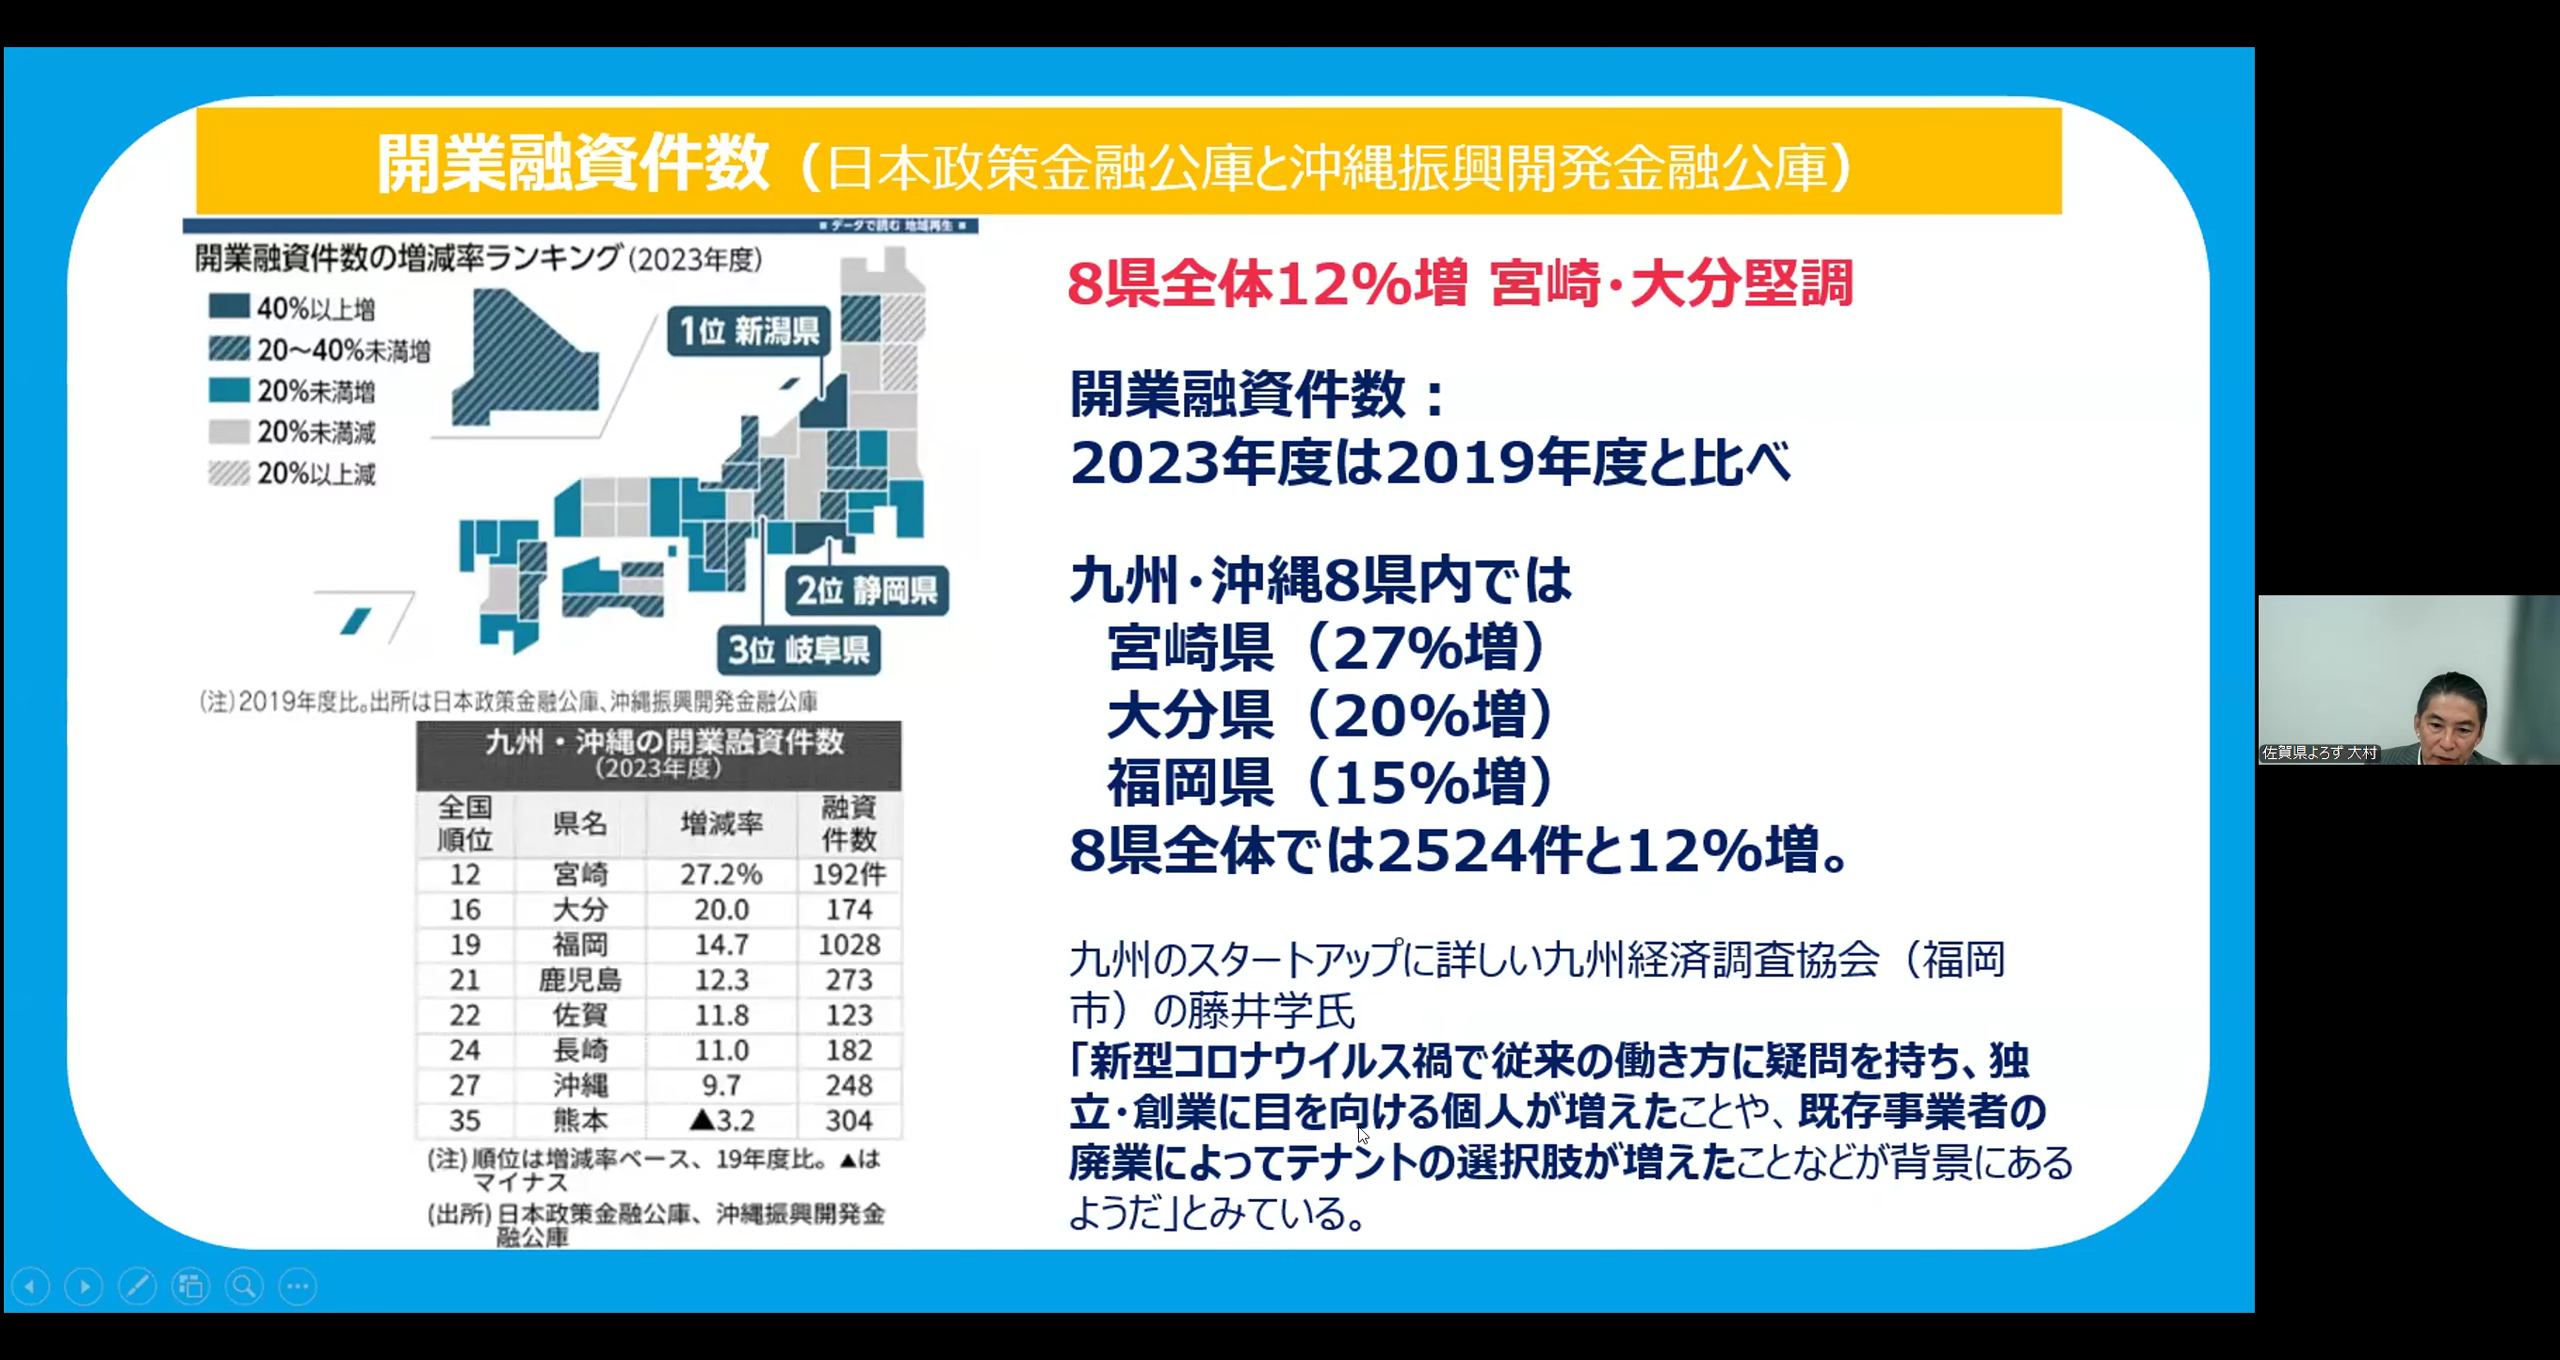 開業融資件数（日本政策金融公庫と沖縄振興開発金融公庫）
■ データで読む 地域再生 ■
開業融資件数の増減率ランキング（2023年度）
40%以上増
20～40%未満増
20%未満増
20%未満減
20%以上減
1位 新潟県
2位 静岡県
3位 岐阜県
（注）2019年度比。出所は日本政策金融公庫、沖縄振興開発金融公庫
九州・沖縄の開業融資件数
（2023年度）
全国順位 県名 増減率 融資件数
12 宮崎 27.2% 192件
16 大分 20.0 174
19 福岡 14.7 1028
21 鹿児島 12.3 273
22 佐賀 11.8 123
24 長崎 11.0 182
27 沖縄 9.7 248
35 熊本 ▲3.2 304
（注）順位は増減率ベース、19年度比。▲は
マイナス
（出所）日本政策金融公庫、沖縄振興開発金
融公庫
8県全体12%増 宮崎・大分堅調
開業融資件数：
2023年度は2019年度と比べ
九州・沖縄8県内では
宮崎県（27%増）
大分県（20%増）
福岡県（15%増）
8県全体では2524件と12%増。
九州のスタートアップに詳しい九州経済調査協会（福岡
市）の藤井学氏
「新型コロナウイルス禍で従来の働き方に疑問を持ち、独
立・創業に目を向ける個人が増えたことや、既存事業者の
廃業によってテナントの選択肢が増えたことなどが背景にある
ようだ」とみている。
佐賀県よろず 大村